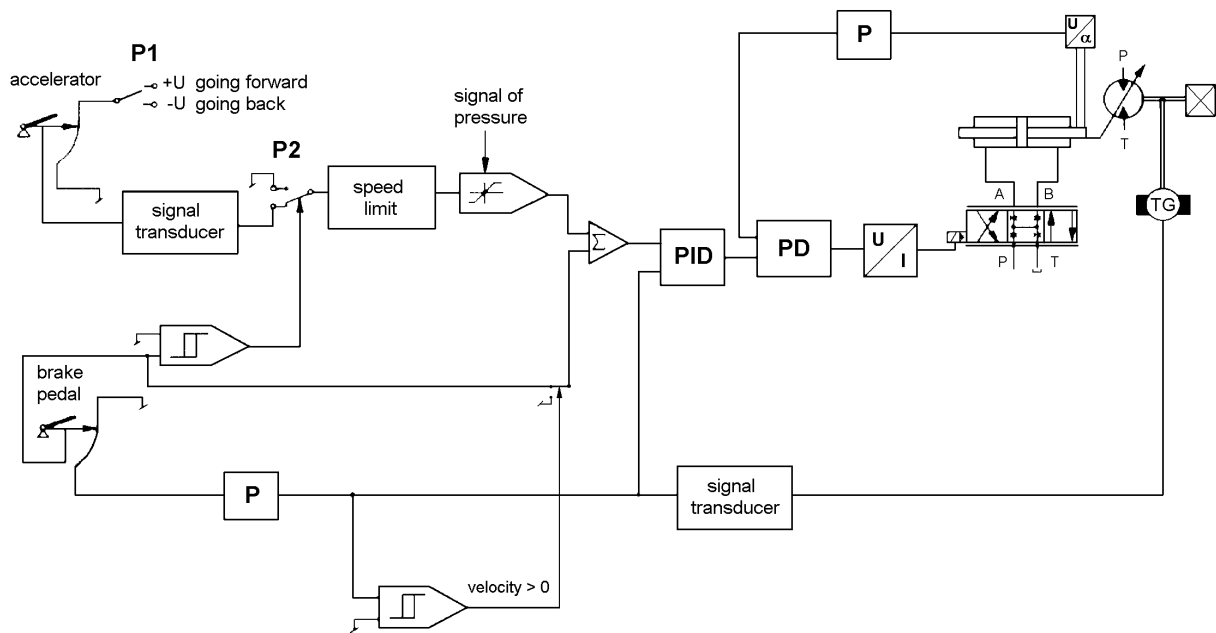 P1
accelerator
+U going forward
-U going back
signal of
pressure
P2
signal
transducer
speed
limit
Σ
PID
PD
U
I
P
U
α
P
T
A B
P T
TG
brake
pedal
P
signal
transducer
velocity > 0